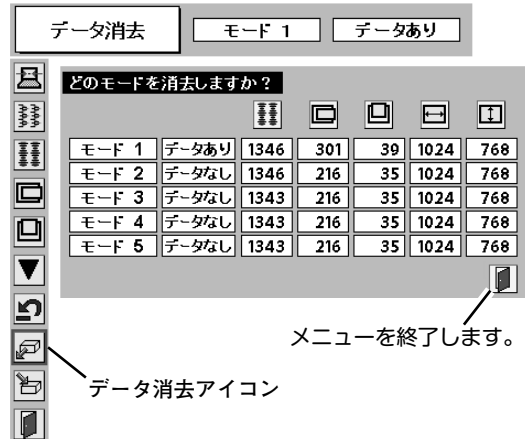 データ消去 モード 1 データあり
どのモードを消去しますか？
モード 1 データあり 1346 301 39 1024 768
モード 2 データなし 1346 216 35 1024 768
モード 3 データなし 1343 216 35 1024 768
モード 4 データなし 1343 216 35 1024 768
モード 5 データなし 1343 216 35 1024 768
メニューを終了します。
データ消去アイコン